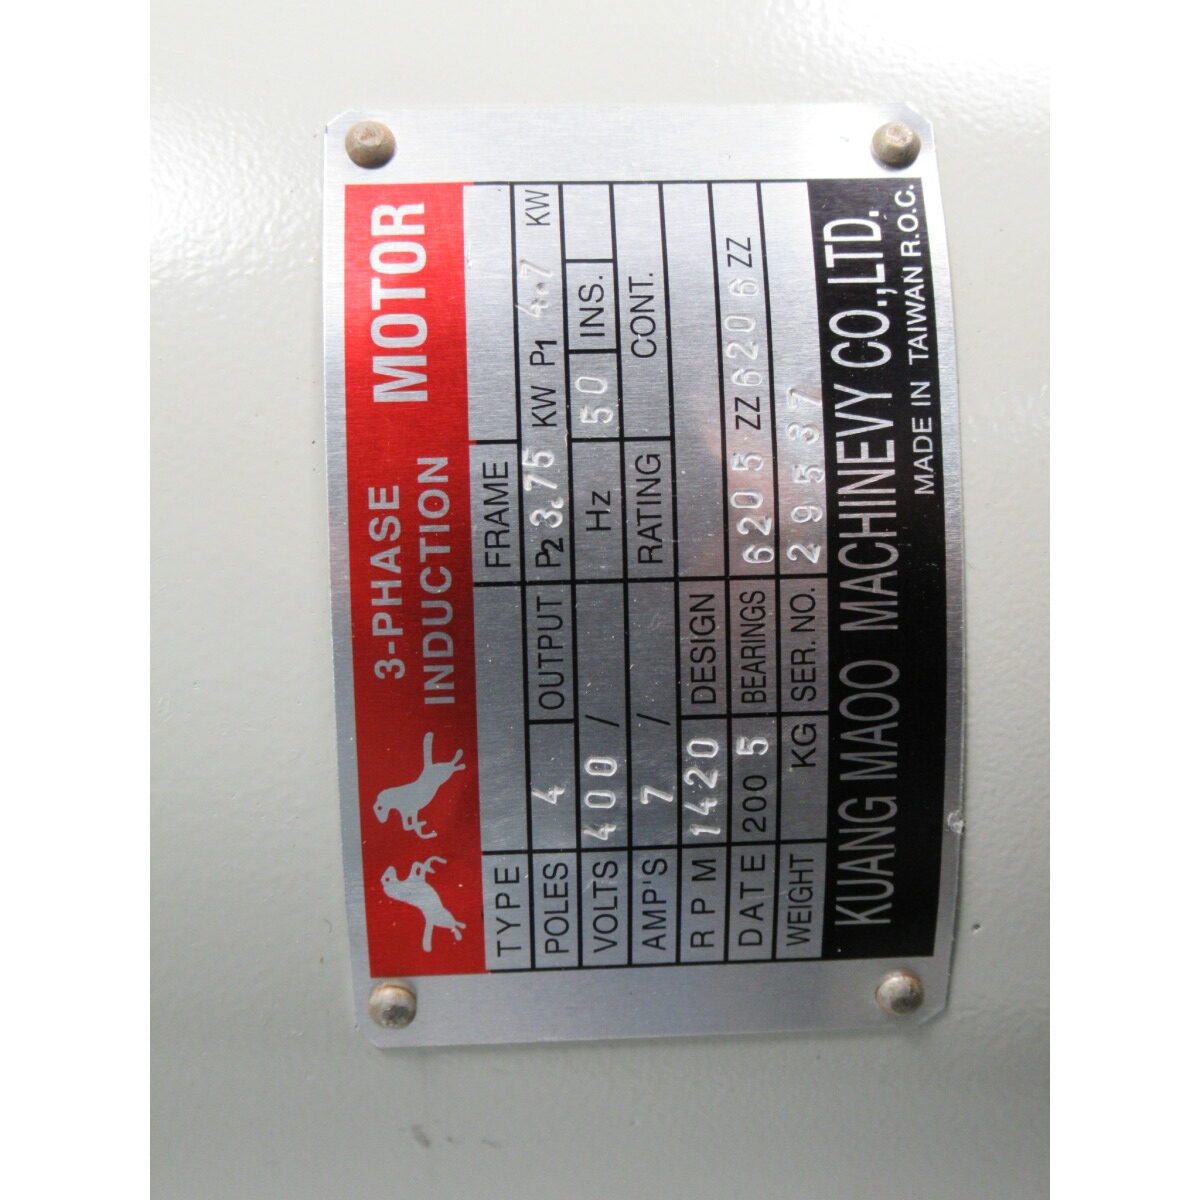 3-PHASE
INDUCTION MOTOR
TYPE FRAME
POLES 4 OUTPUT P2 3.75 KW P1 4.7 KW
VOLTS 400 / Hz 50 INS.
AMP'S 7 / RATING CONT.
RPM 1420 DESIGN
DATE 2005 BEARINGS 6205 ZZ 6206 ZZ
WEIGHT KG SER. NO. 29537
KUANG MAOO MACHINEVY CO.,LTD.
MADE IN TAIWAN R.O.C.